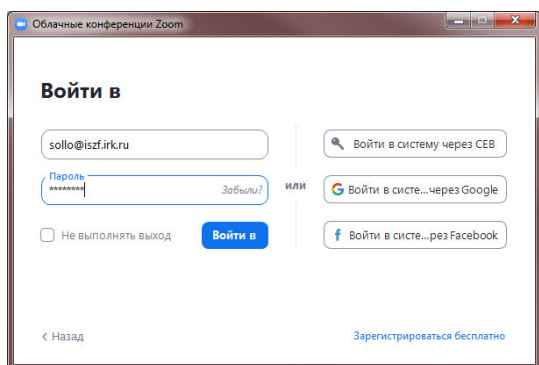 Облачные конференции Zoom
Войти в
sollo@iszf.irk.ru
Пароль
********
Забыли?
Не выполнять выход
Войти в
или
Войти в систему через СЕВ
Войти в систе...через Google
Войти в систе...рез Facebook
< Назад
Зарегистрироваться бесплатно